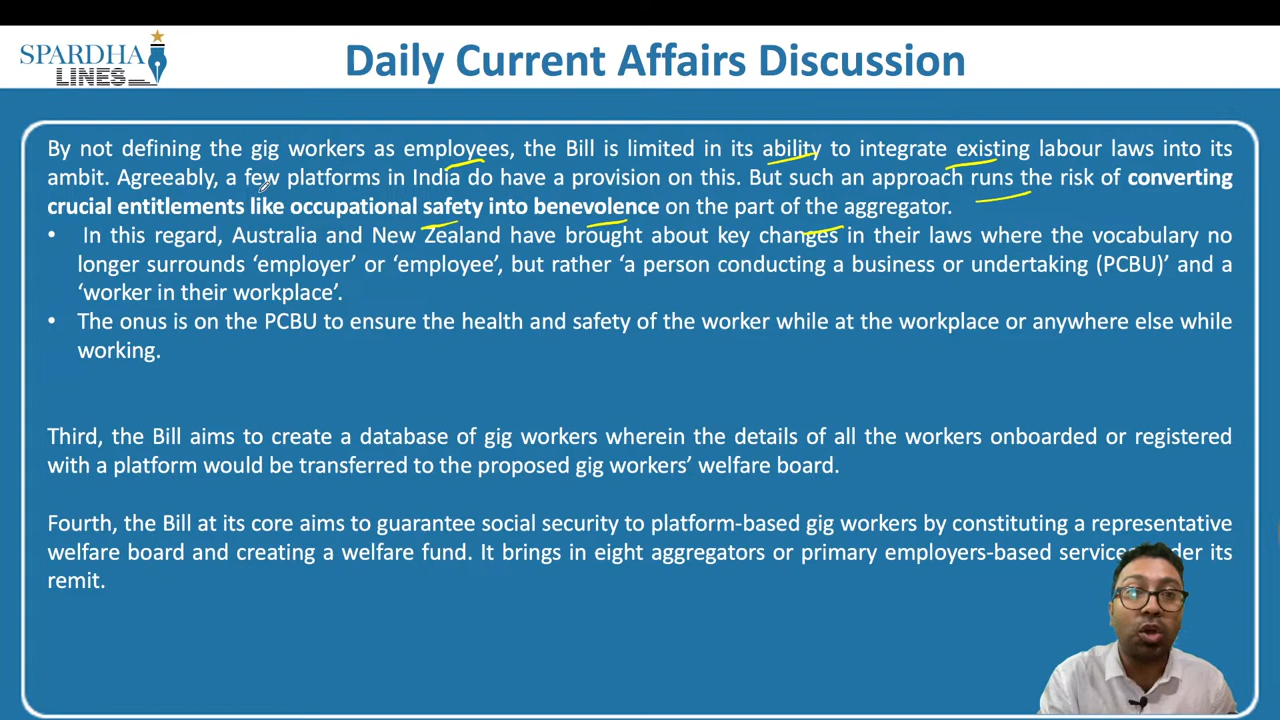 SPARDHA
LINES
Daily Current Affairs Discussion
By not defining the gig workers as employees, the Bill is limited in its ability to integrate existing labour laws into its
ambit. Agreeably, a few platforms in India do have a provision on this. But such an approach runs the risk of converting
crucial entitlements like occupational safety into benevolence on the part of the aggregator.
• In this regard, Australia and New Zealand have brought about key changes in their laws where the vocabulary no
longer surrounds ‘employer’ or ‘employee’, but rather ‘a person conducting a business or undertaking (PCBU)’ and a
‘worker in their workplace’.
• The onus is on the PCBU to ensure the health and safety of the worker while at the workplace or anywhere else while
working.
Third, the Bill aims to create a database of gig workers wherein the details of all the workers onboarded or registered
with a platform would be transferred to the proposed gig workers’ welfare board.
Fourth, the Bill at its core aims to guarantee social security to platform-based gig workers by constituting a representative
welfare board and creating a welfare fund. It brings in eight aggregators or primary employers-based its
remit.